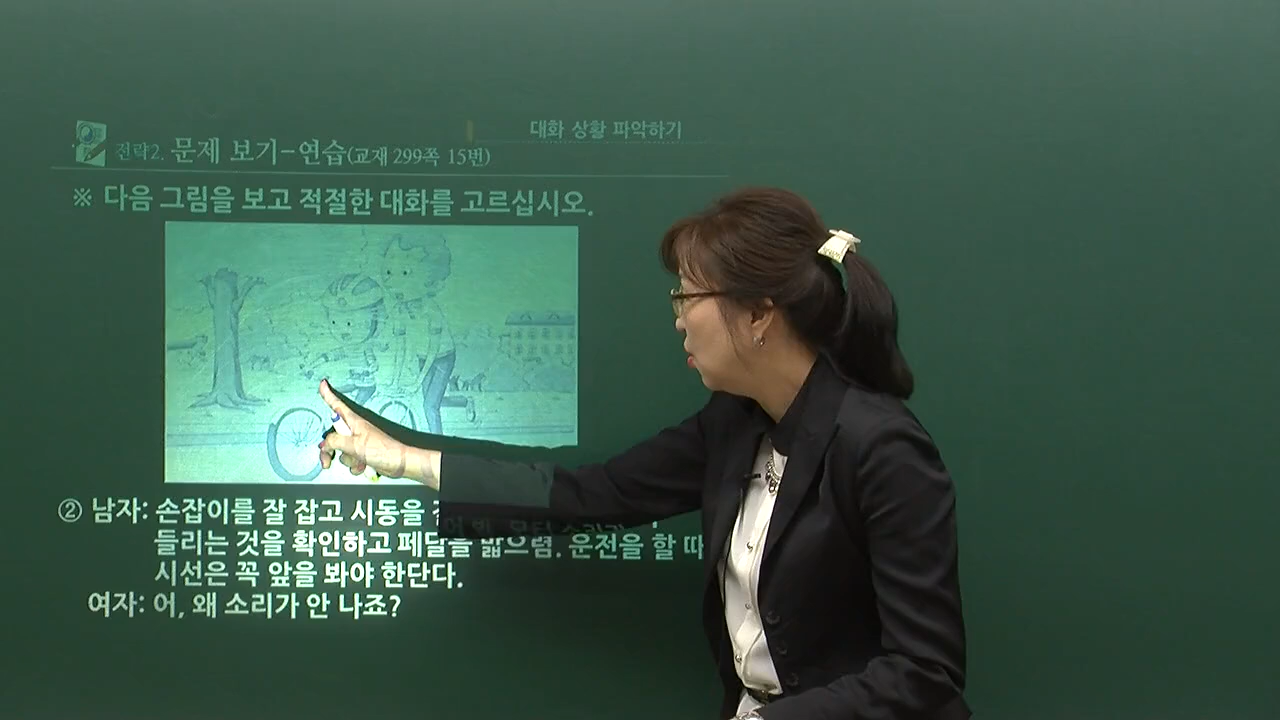 대화 상황 파악하기
전략2. 문제 보기-연습(교재 299쪽 15번)
※ 다음 그림을 보고 적절한 대화를 고르십시오.
② 남자: 손잡이를 잘 잡고 시동을
들리는 것을 확인하고 페달을 밟으렴. 운전을 할 때
시선은 꼭 앞을 봐야 한단다.
여자: 어, 왜 소리가 안 나죠?